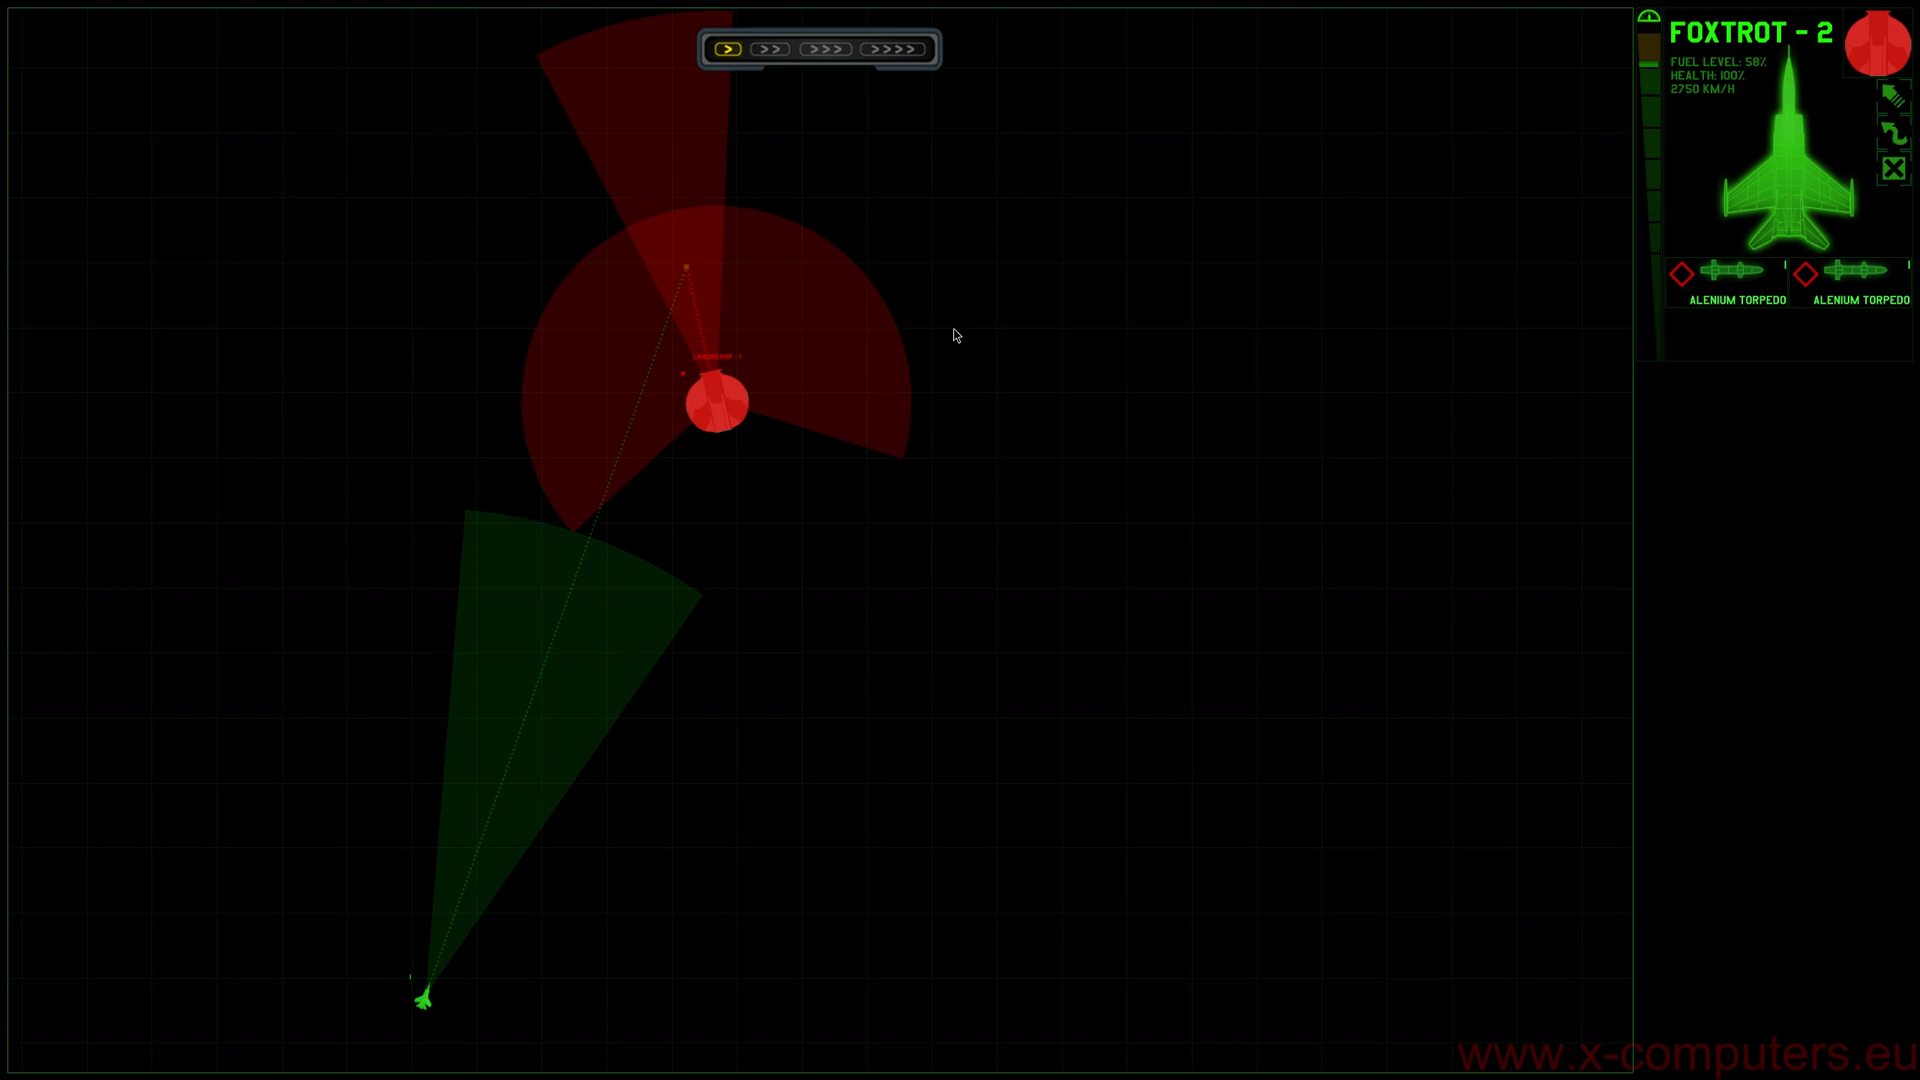 FOXTROT - 2
FUEL LEVEL: 58%
HEALTH: 100%
2750 KM/H
ALENIUM TORPEDO
ALENIUM TORPEDO
www.x-computers.eu